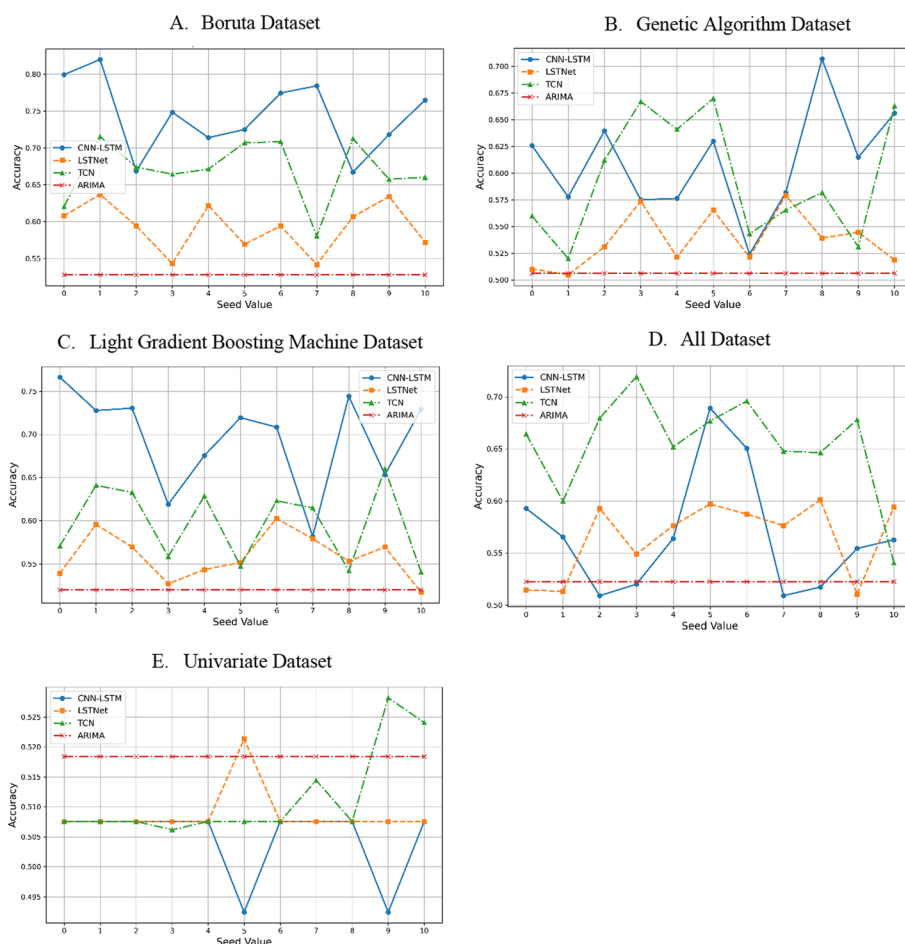 A. Boruta Dataset
0.80
0.75
0.70
0.65
0.60
0.55
Accuracy
CNN-LSTM
LSTNet
TCN
ARIMA
0 1 2 3 4 5 6 7 8 9 10
Seed Value
B. Genetic Algorithm Dataset
0.700
0.675
0.650
0.625
0.600
0.575
0.550
0.525
0.500
Accuracy
CNN-LSTM
LSTNet
TCN
ARIMA
0 1 2 3 4 5 6 7 8 9 10
Seed Value
C. Light Gradient Boosting Machine Dataset
0.75
0.70
0.65
0.60
0.55
Accuracy
CNN-LSTM
LSTNet
TCN
ARIMA
0 1 2 3 4 5 6 7 8 9 10
Seed Value
D. All Dataset
0.70
0.65
0.60
0.55
0.50
Accuracy
CNN-LSTM
LSTNet
TCN
ARIMA
0 1 2 3 4 5 6 7 8 9 10
Seed Value
E. Univariate Dataset
0.525
0.520
0.515
0.510
0.505
0.500
0.495
Accuracy
CNN-LSTM
LSTNet
TCN
ARIMA
0 1 2 3 4 5 6 7 8 9 10
Seed Value